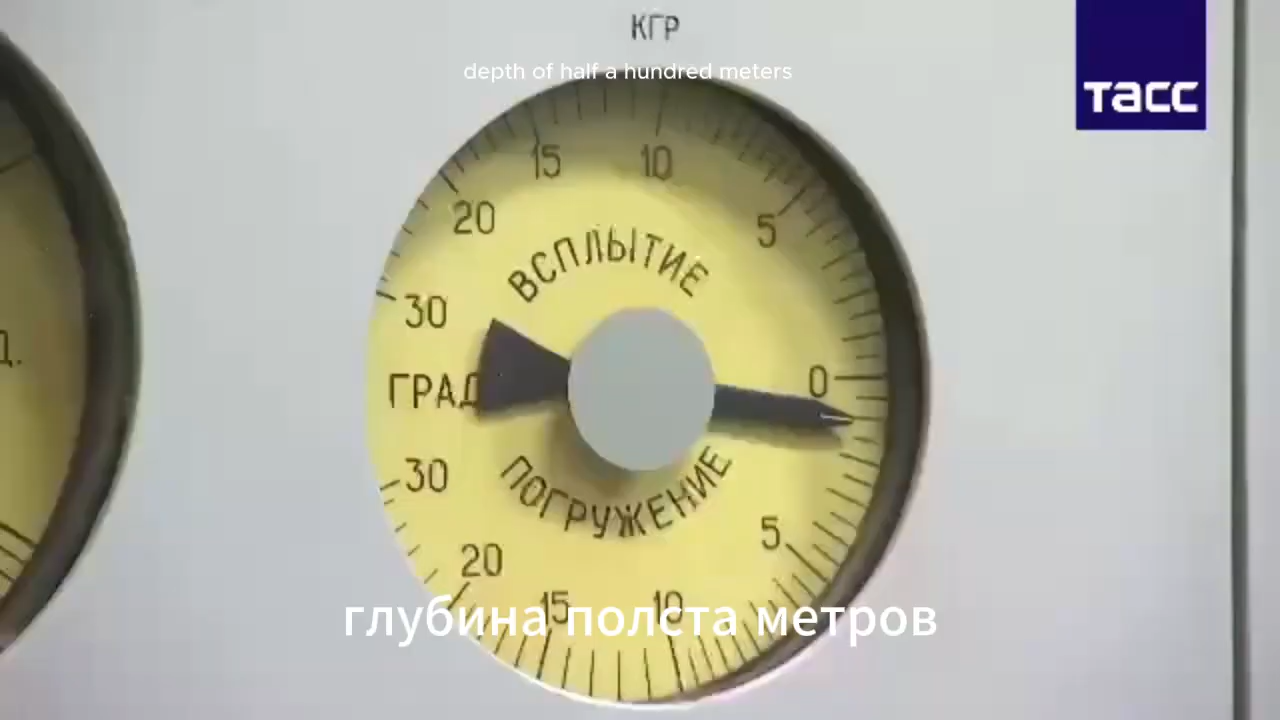 КГР
depth of half a hundred meters
тасс
15 10
20 5
ВСПЛЫТИЕ
30
0
ГРАД
30
ПОГРУЖЕНИЕ
5
20
15 10
глубина полста метров